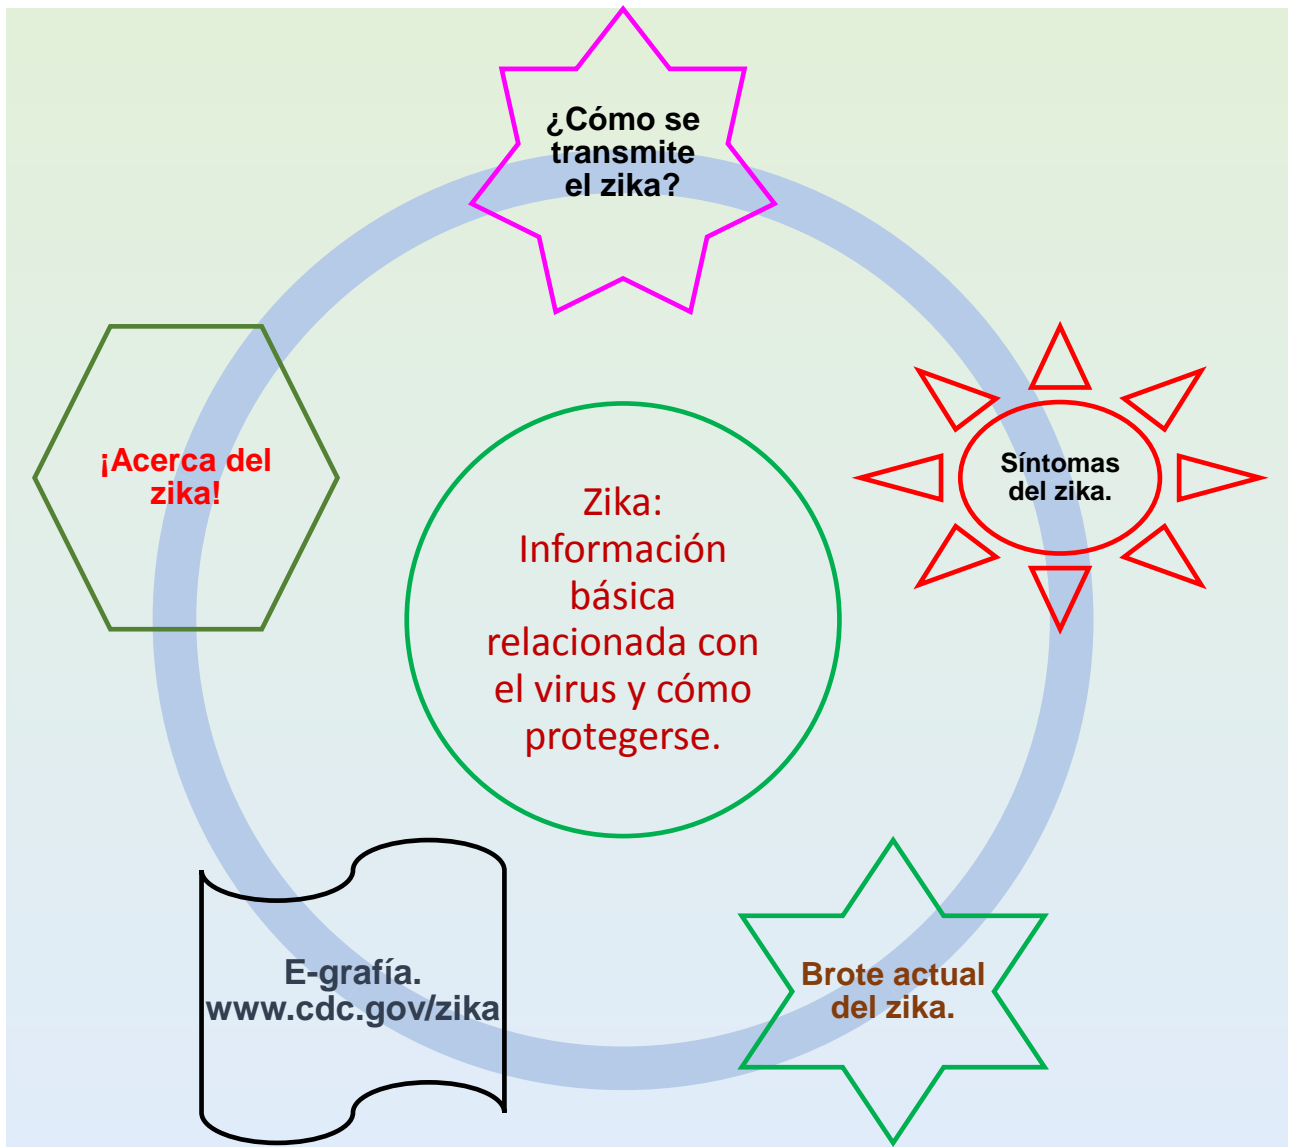 ¿Cómo se
transmite
el zika?
¡Acerca del
zika!
Síntomas
del zika.
Zika:
Información
básica
relacionada con
el virus y cómo
protegerse.
E-grafía.
www.cdc.gov/zika
Brote actual
del zika.